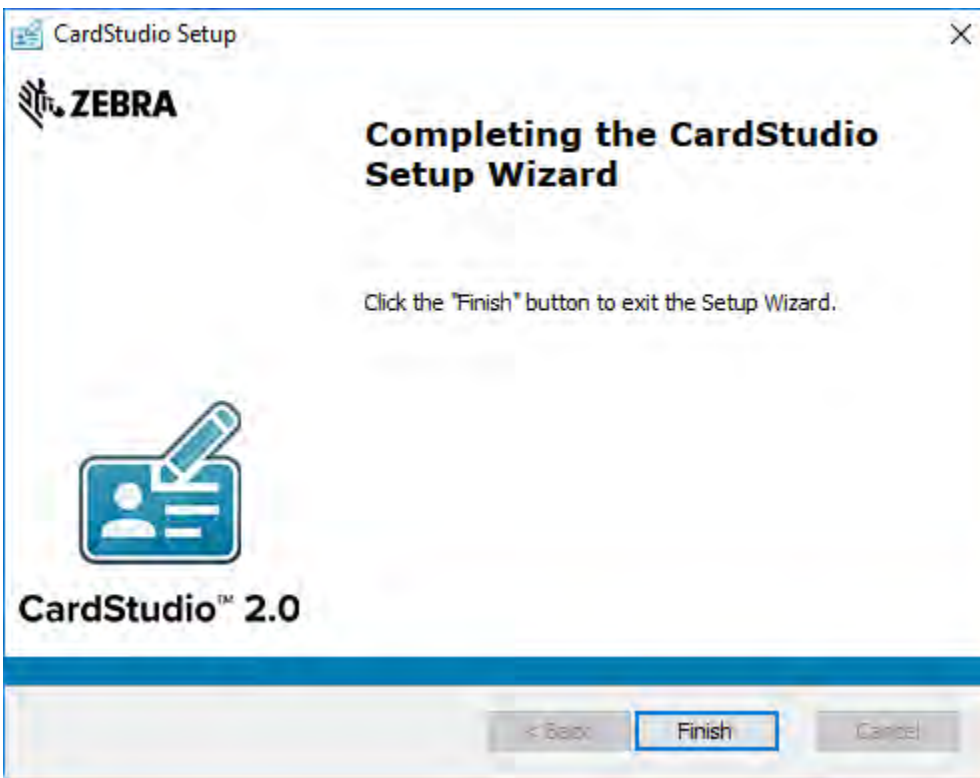 CardStudio Setup
ZEBRA
Completing the CardStudio
Setup Wizard
Click the "Finish" button to exit the Setup Wizard.
CardStudio™ 2.0
< Back
Finish
Cancel